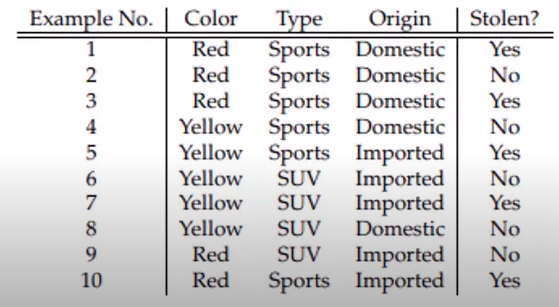 Example No. Color Type Origin Stolen?
1 Red Sports Domestic Yes
2 Red Sports Domestic No
3 Red Sports Domestic Yes
4 Yellow Sports Domestic No
5 Yellow Sports Imported Yes
6 Yellow SUV Imported No
7 Yellow SUV Imported Yes
8 Yellow SUV Domestic No
9 Red SUV Imported No
10 Red Sports Imported Yes